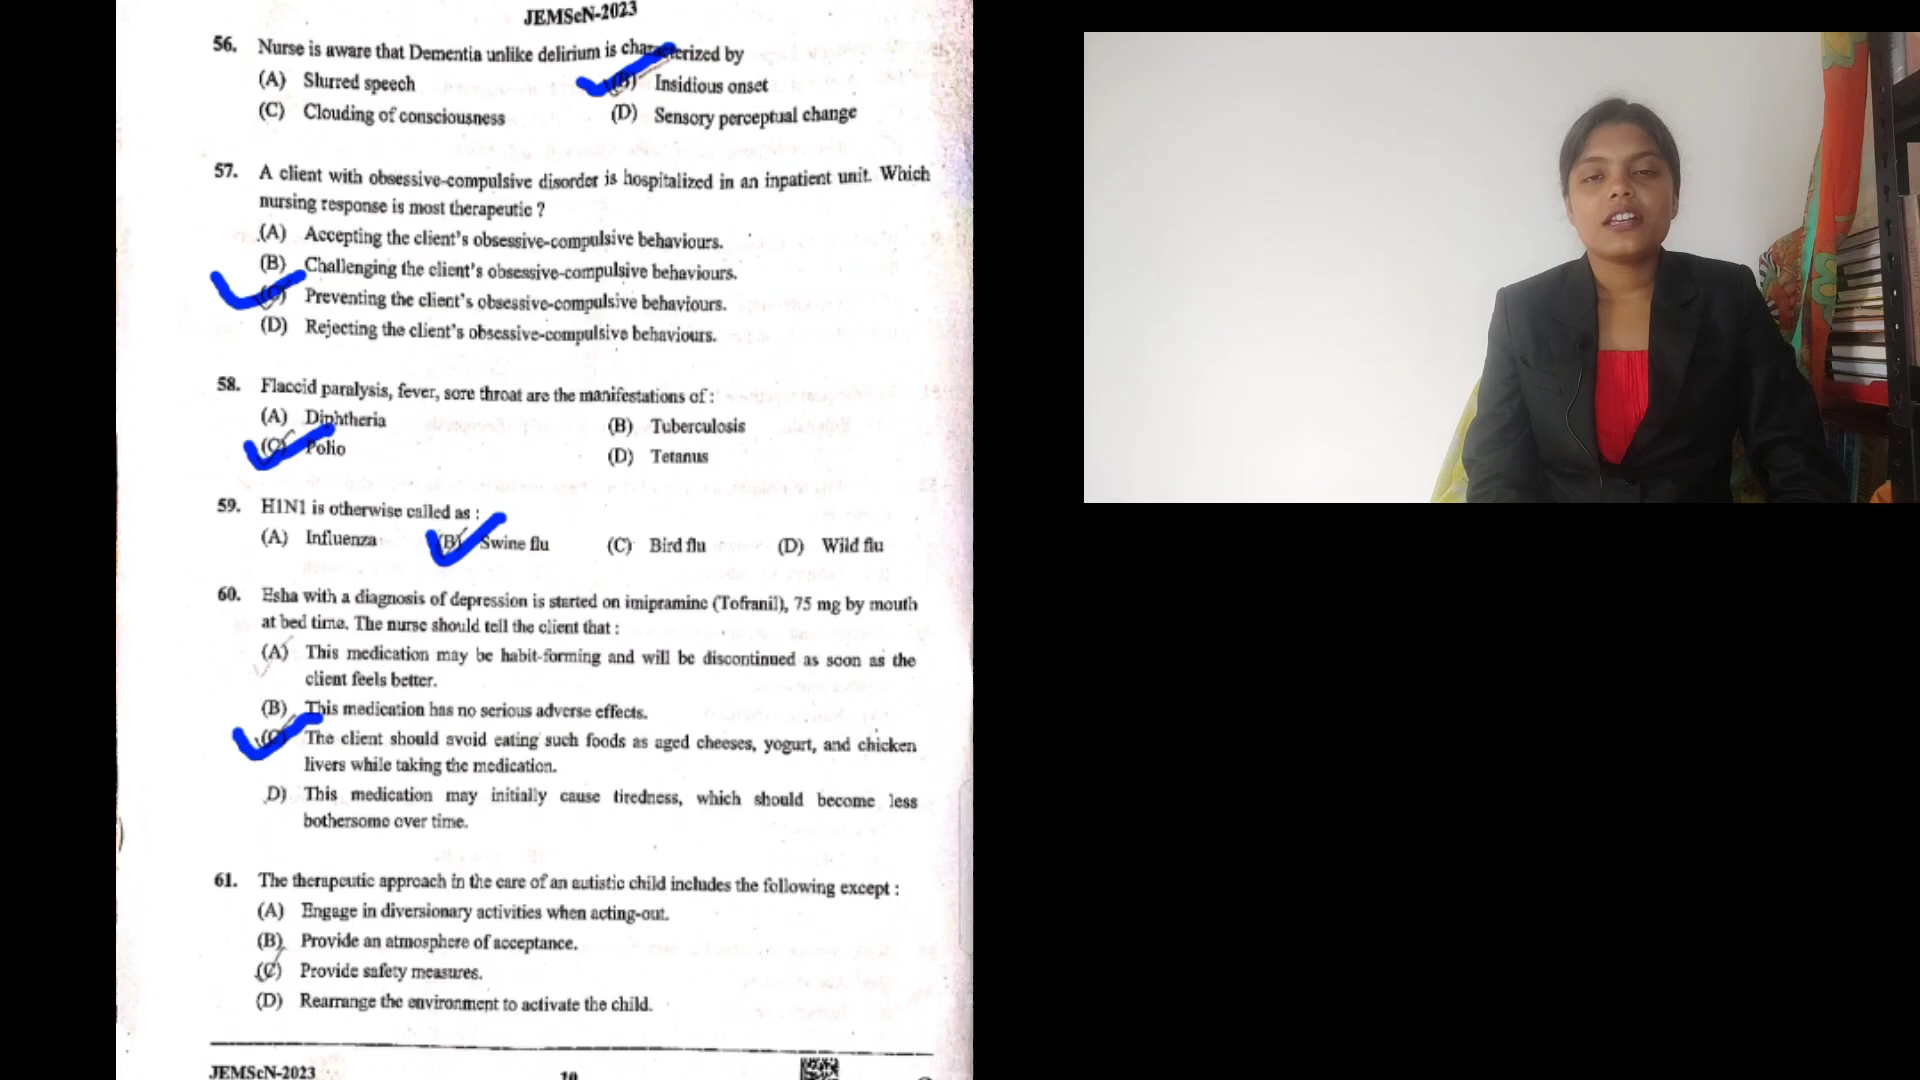 JEMScN-2023
56. Nurse is aware that Dementia unlike delirium is characterized by
(A) Slurred speech (B) Insidious onset
(C) Clouding of consciousness (D) Sensory perceptual change
57. A client with obsessive-compulsive disorder is hospitalized in an inpatient unit. Which
nursing response is most therapeutic ?
(A) Accepting the client's obsessive-compulsive behaviours.
(B) Challenging the client's obsessive-compulsive behaviours.
(C) Preventing the client's obsessive-compulsive behaviours.
(D) Rejecting the client's obsessive-compulsive behaviours.
58. Flaccid paralysis, fever, sore throat are the manifestations of :
(A) Diphtheria (B) Tuberculosis
(C) Polio (D) Tetanus
59. H1N1 is otherwise called as :
(A) Influenza (B) Swine flu (C) Bird flu (D) Wild flu
60. Esha with a diagnosis of depression is started on imipramine (Tofranil), 75 mg by mouth
at bed time. The nurse should tell the client that :
(A) This medication may be habit-forming and will be discontinued as soon as the
client feels better.
(B) This medication has no serious adverse effects.
(C) The client should avoid eating such foods as aged cheeses, yogurt, and chicken
livers while taking the medication.
D) This medication may initially cause tiredness, which should become less
bothersome over time.
61. The therapeutic approach in the care of an autistic child includes the following except :
(A) Engage in diversionary activities when acting-out.
(B) Provide an atmosphere of acceptance.
(C) Provide safety measures.
(D) Rearrange the environment to activate the child.
JEMScN-2023 10